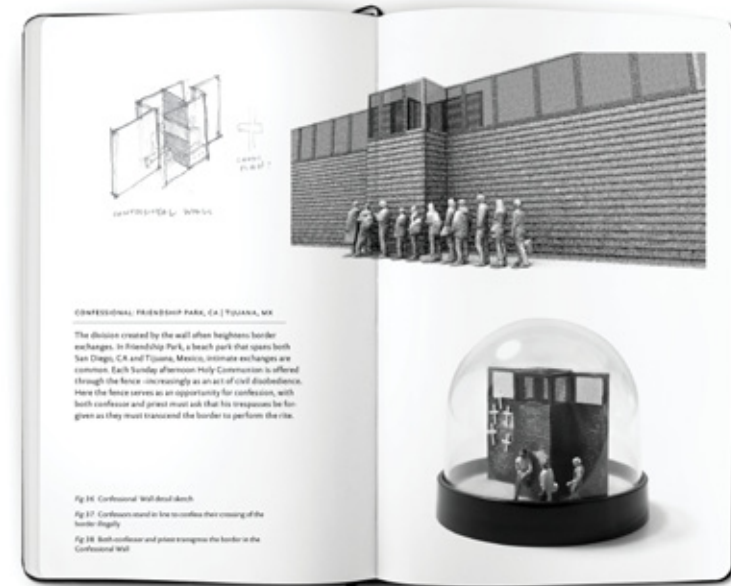 CONFESSIONAL WALL
CONFESSIONAL: FRIENDSHIP PARK, CA | TIJUANA, MX
The division created by the wall often heightens border
exchanges. In Friendship Park, a beach park that spans both
San Diego, CA and Tijuana, Mexico, intimate exchanges are
common. Each Sunday afternoon Holy Communion is offered
through the fence –increasingly as an act of civil disobedience.
Here the fence serves as an opportunity for confession, with
both confessor and priest must ask that his trespasses be for-
given as they must transcend the border to perform the rite.
Fig 36 Confessional Wall detail sketch
Fig 37 Confessors stand in line to confess their crossing of the
border illegally
Fig 38 Both confessor and priest transgress the border in the
Confessional Wall